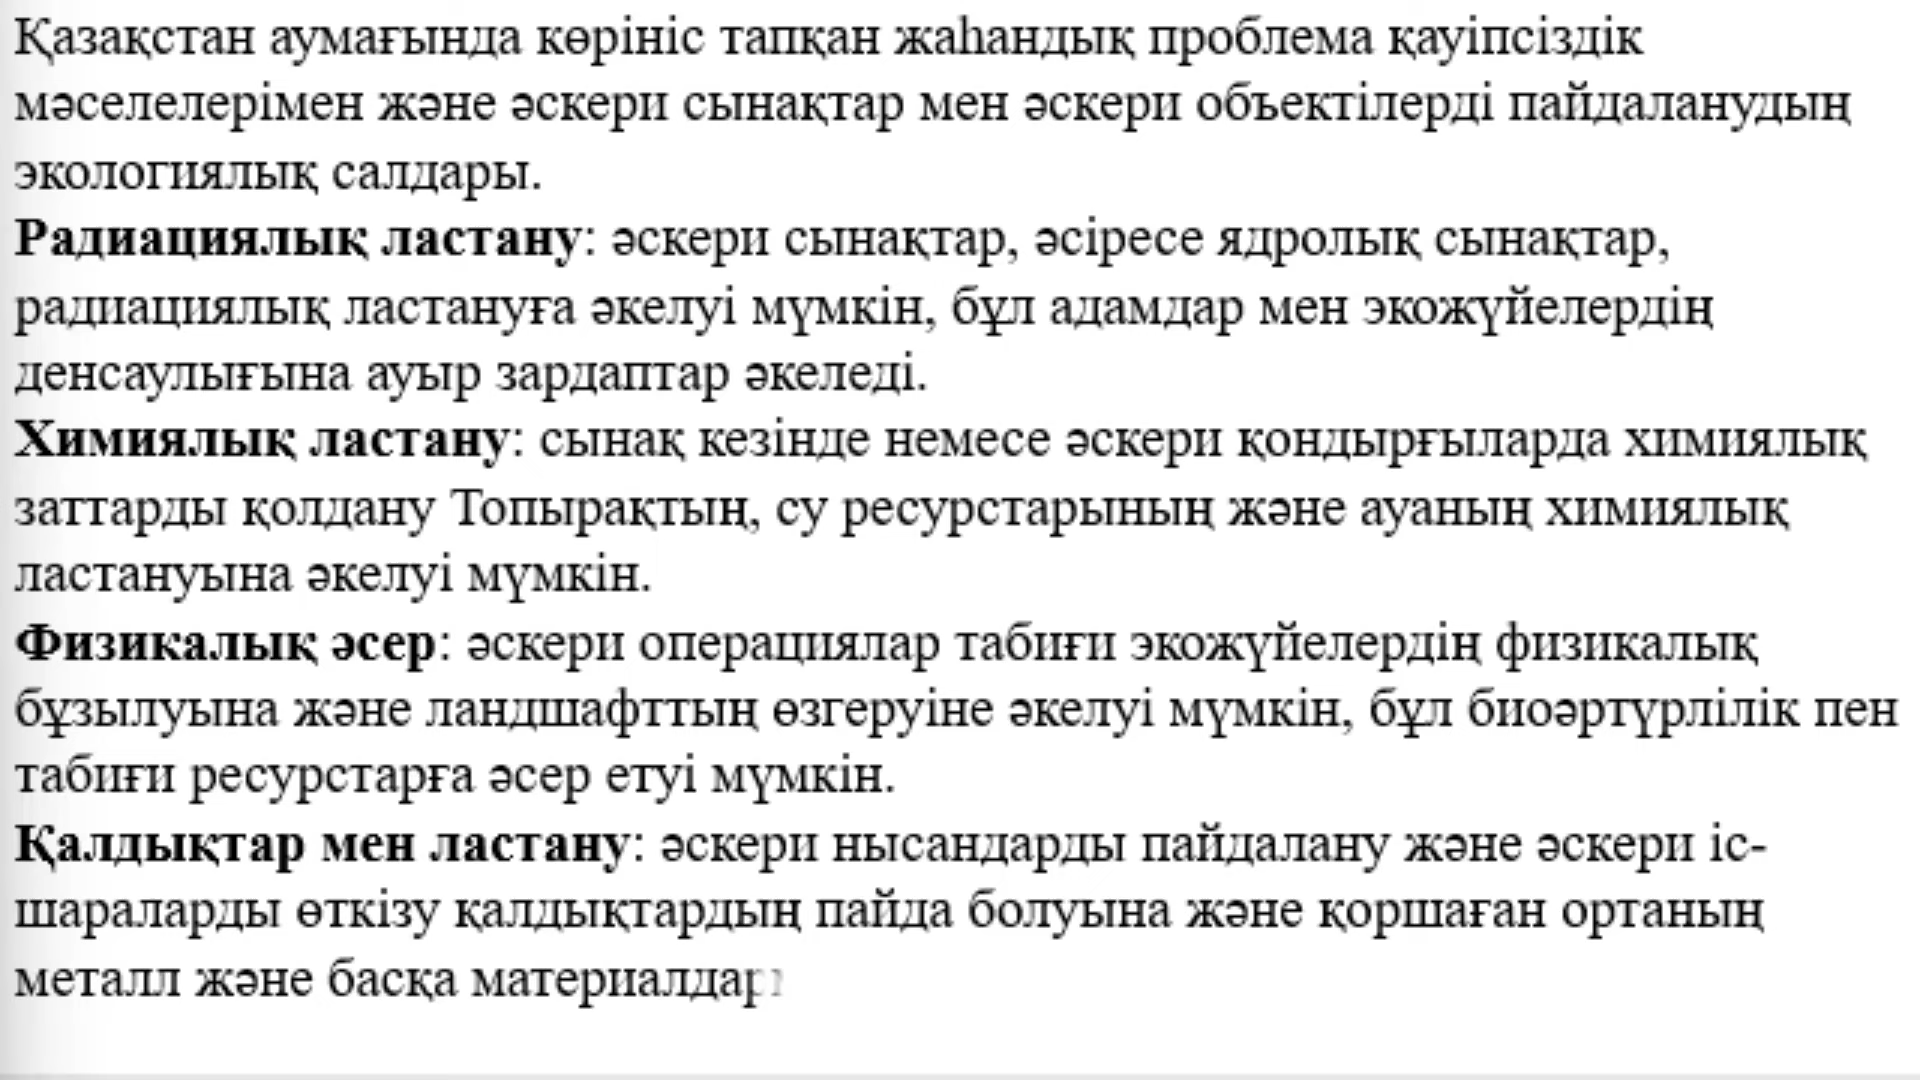 Қазақстан аумағында көрініс тапқан жаһандық проблема қауіпсіздік
мәселелерімен және әскери сынақтар мен әскери объектілерді пайдаланудың
экологиялық салдары.
Радиациялық ластану: әскери сынақтар, әсіресе ядролық сынақтар,
радиациялық ластануға әкелуі мүмкін, бұл адамдар мен экожүйелердің
денсаулығына ауыр зардаптар әкеледі.
Химиялық ластану: сынақ кезінде немесе әскери қондырғыларда химиялық
заттарды қолдану Топырақтың, су ресурстарының және ауаның химиялық
ластануына әкелуі мүмкін.
Физикалық әсер: әскери операциялар табиғи экожүйелердің физикалық
бұзылуына және ландшафттың өзгеруіне әкелуі мүмкін, бұл биоәртүрлілік пен
табиғи ресурстарға әсер етуі мүмкін.
Қалдықтар мен ластану: әскери нысандарды пайдалану және әскери іс-
шараларды өткізу қалдықтардың пайда болуына және қоршаған ортаның
металл және басқа